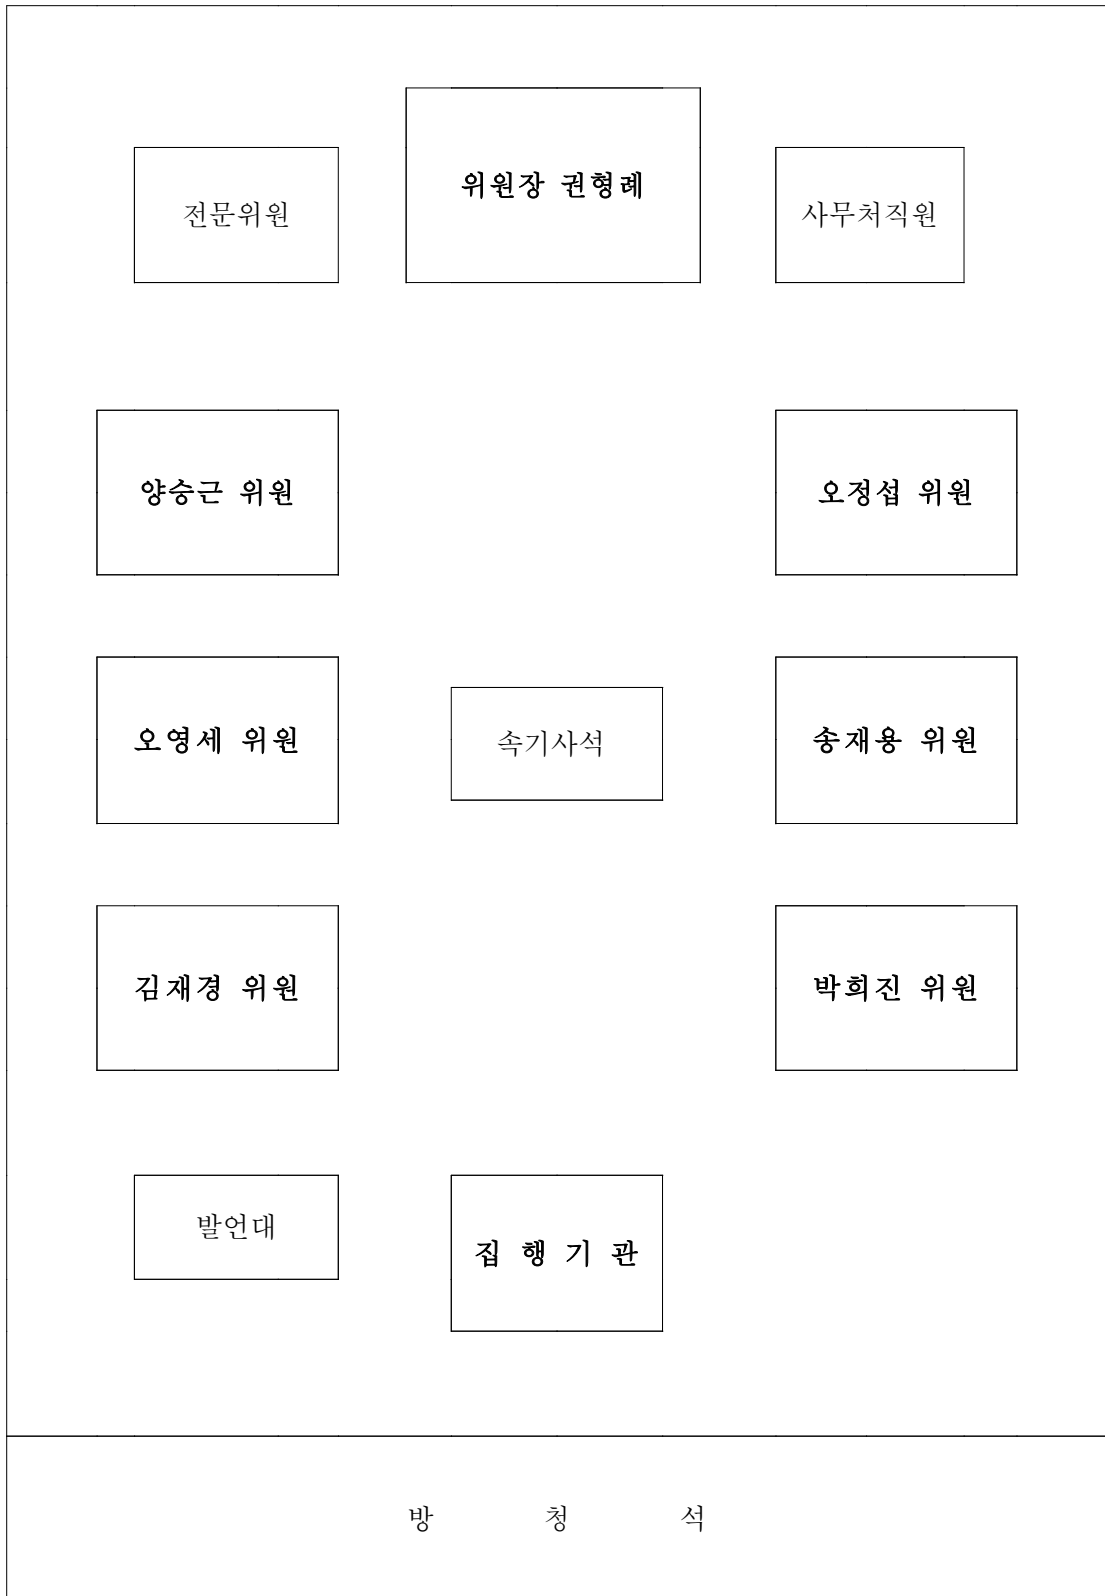 위원장 권형례
전문위원
사무처직원
양승근 위원
오정섭 위원
오영세 위원
속기사석
송재용 위원
김재경 위원
박희진 위원
발언대
집 행 기 관
방 청 석